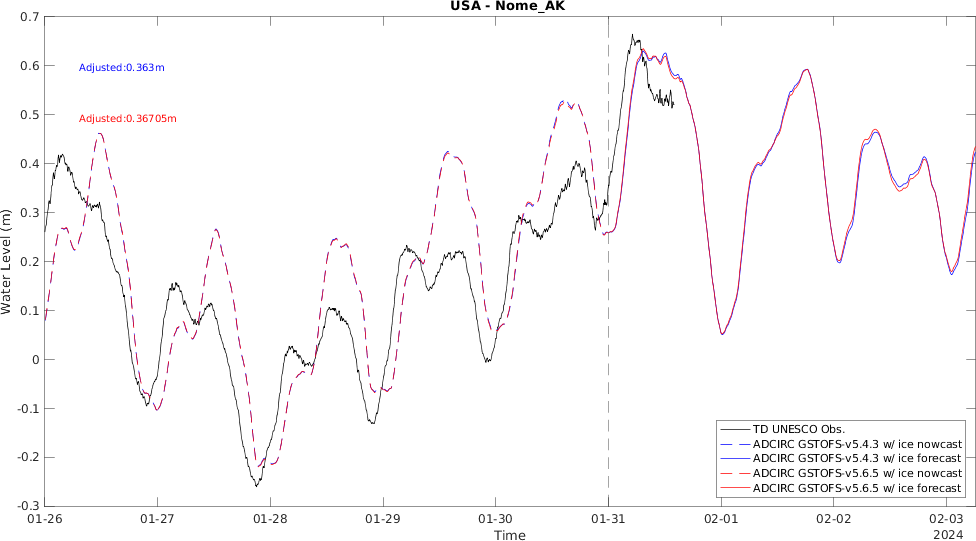 USA - Nome_AK
0.7
0.6
0.5
0.4
0.3
0.2
0.1
0
-0.1
-0.2
-0.3
Water Level (m)
Adjusted:0.363m
Adjusted:0.36705m
TD UNESCO Obs.
ADCIRC GSTOFS-v5.4.3 w/ ice nowcast
ADCIRC GSTOFS-v5.4.3 w/ ice forecast
ADCIRC GSTOFS-v5.6.5 w/ ice nowcast
ADCIRC GSTOFS-v5.6.5 w/ ice forecast
01-26 01-27 01-28 01-29 01-30 01-31 02-01 02-02 02-03
Time
2024